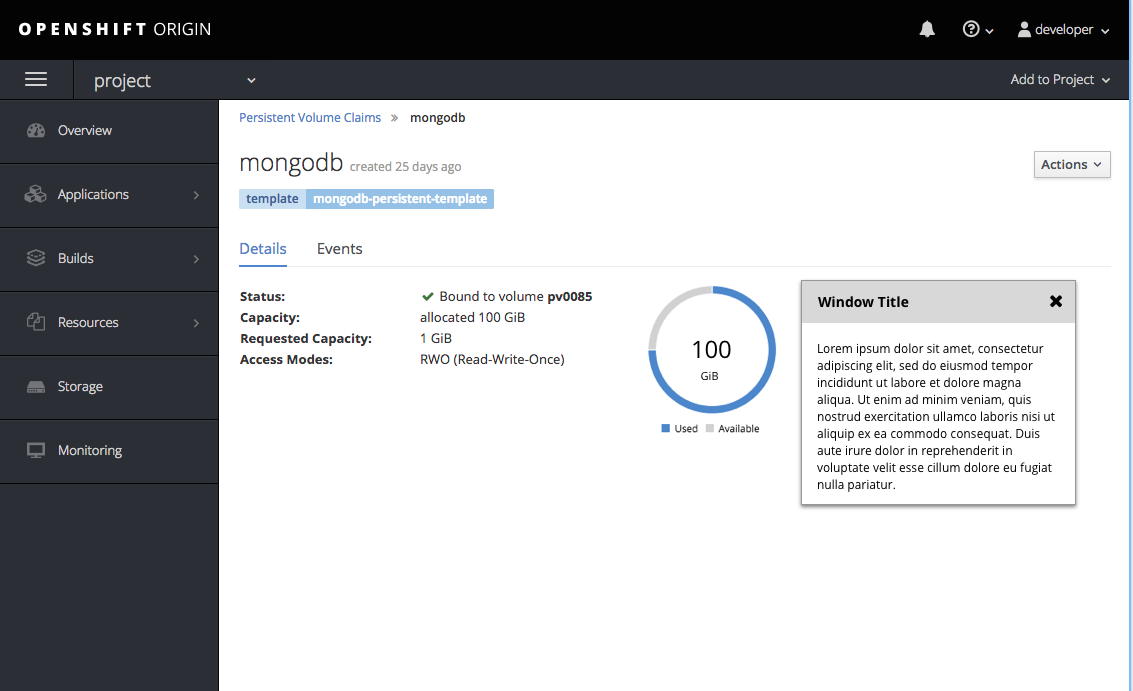 OPENSHIFT ORIGIN
developer
project
Add to Project
Overview
Applications
Builds
Resources
Storage
Monitoring
Persistent Volume Claims » mongodb
mongodb created 25 days ago
Actions
template mongodb-persistent-template
Details Events
Status: Bound to volume pv0085
Capacity: allocated 100 GiB
Requested Capacity: 1 GiB
Access Modes: RWO (Read-Write-Once)
100
GiB
Used Available
Window Title
Lorem ipsum dolor sit amet, consectetur
adipiscing elit, sed do eiusmod tempor
incididunt ut labore et dolore magna
aliqua. Ut enim ad minim veniam, quis
nostrud exercitation ullamco laboris nisi ut
aliquip ex ea commodo consequat. Duis
aute irure dolor in reprehenderit in
voluptate velit esse cillum dolore eu fugiat
nulla pariatur.